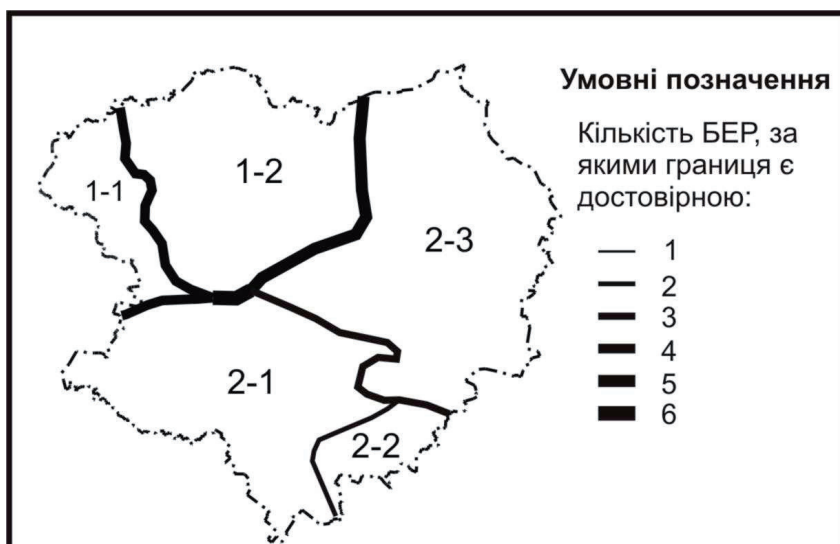 Умовні позначення
Кількість БЕР, за
якими границя є
достовірною:
1
2
3
4
5
6
1-1
1-2
2-3
2-1
2-2